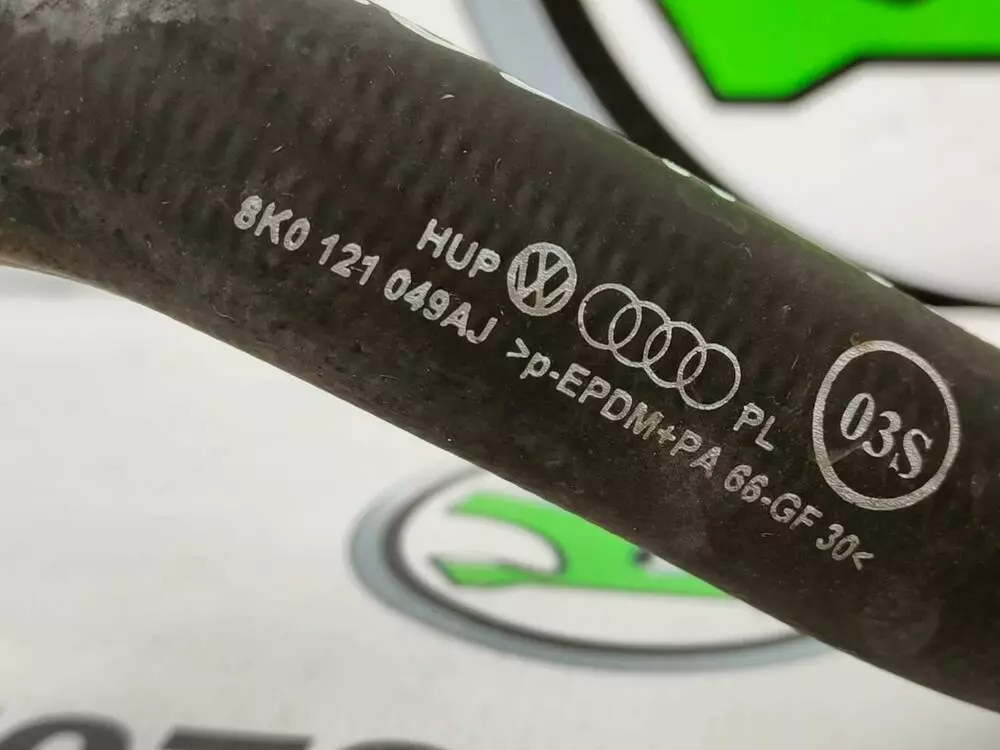 HUP PL
8K0 121 049AJ >p-EPDM+PA 66-GF 30<
03S